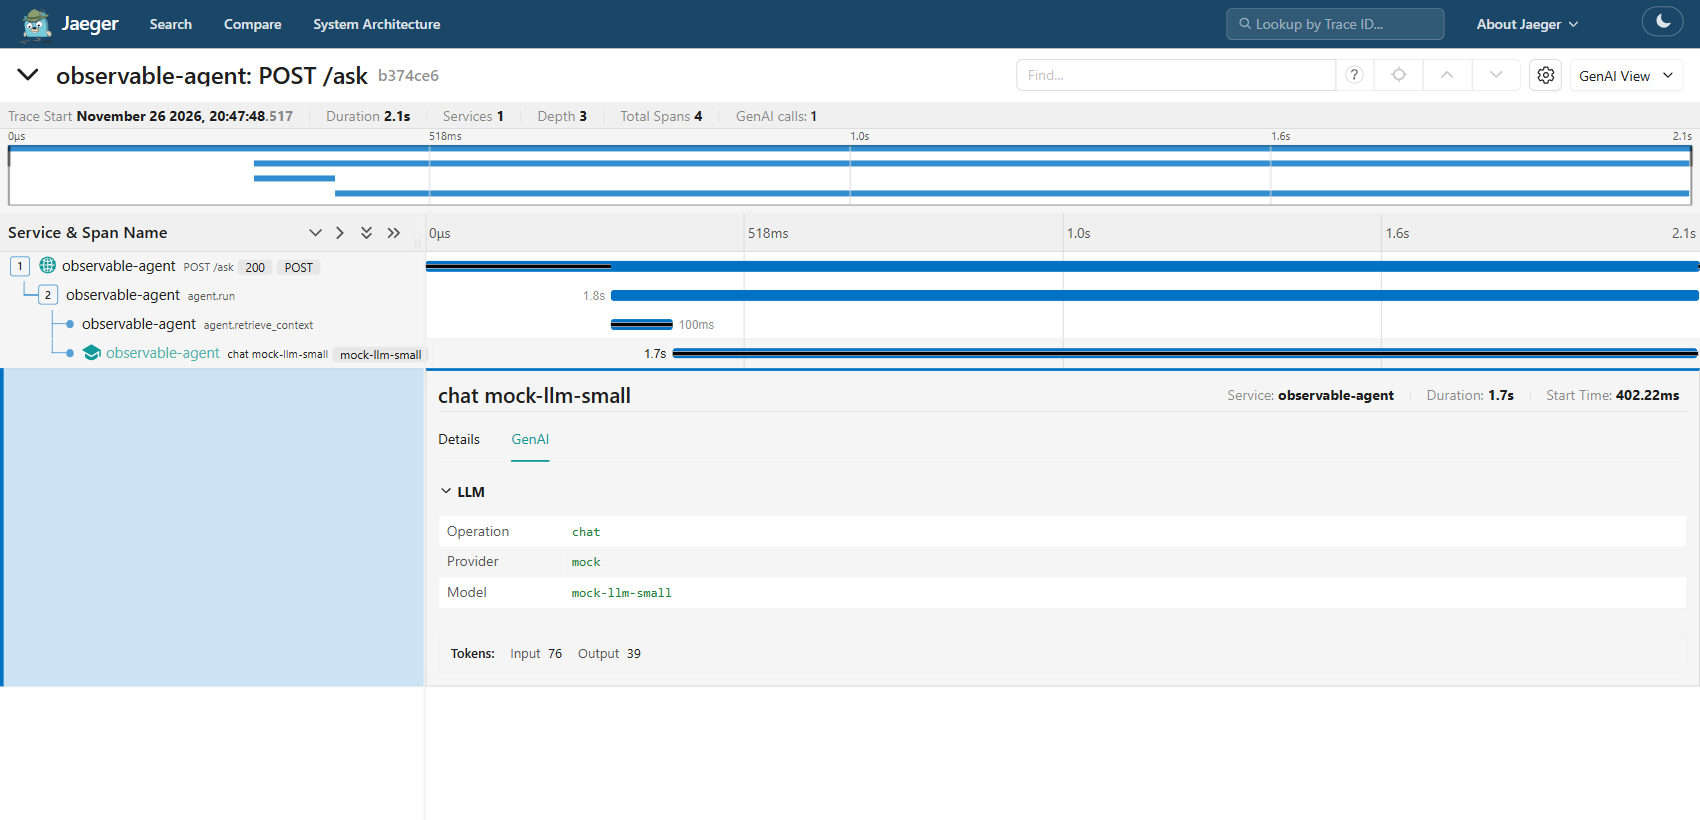 Jaeger Search Compare System Architecture Lookup by Trace ID... About Jaeger
observable-agent: POST /ask b374ce6 Find... ? GenAI View
Trace Start November 26 2026, 20:47:48.517 Duration 2.1s Services 1 Depth 3 Total Spans 4 GenAI calls: 1
0μs 518ms 1.0s 1.6s 2.1s
Service & Span Name 0μs 518ms 1.0s 1.6s 2.1s
1 observable-agent POST /ask 200 POST
2 observable-agent agent.run 1.8s
observable-agent agent.retrieve_context 100ms
observable-agent chat mock-llm-small mock-llm-small 1.7s
chat mock-llm-small Service: observable-agent Duration: 1.7s Start Time: 402.22ms
Details GenAI
LLM
Operation chat
Provider mock
Model mock-llm-small
Tokens: Input 76 Output 39